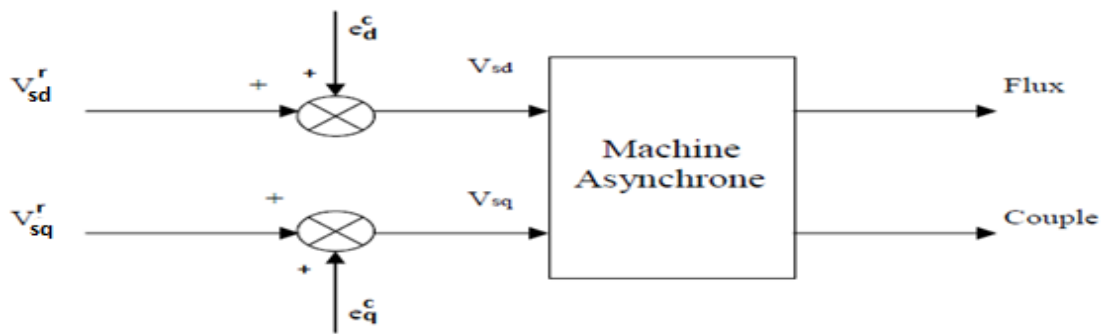 e^c_d
+
+
V^r_sd
V_sd
Flux
Machine
Asynchrone
+
V^r_sq
V_sq
Couple
+
e^c_q